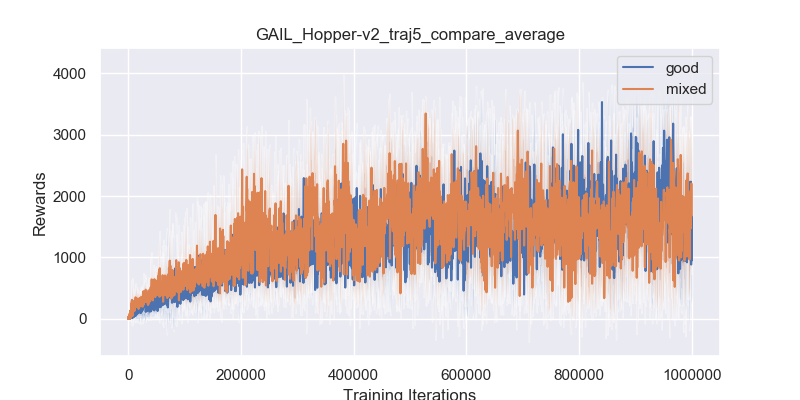 GAIL_Hopper-v2_traj5_compare_average
good
mixed
4000
3000
2000
1000
0
Rewards
0
200000
400000
600000
800000
1000000
Training Iterations